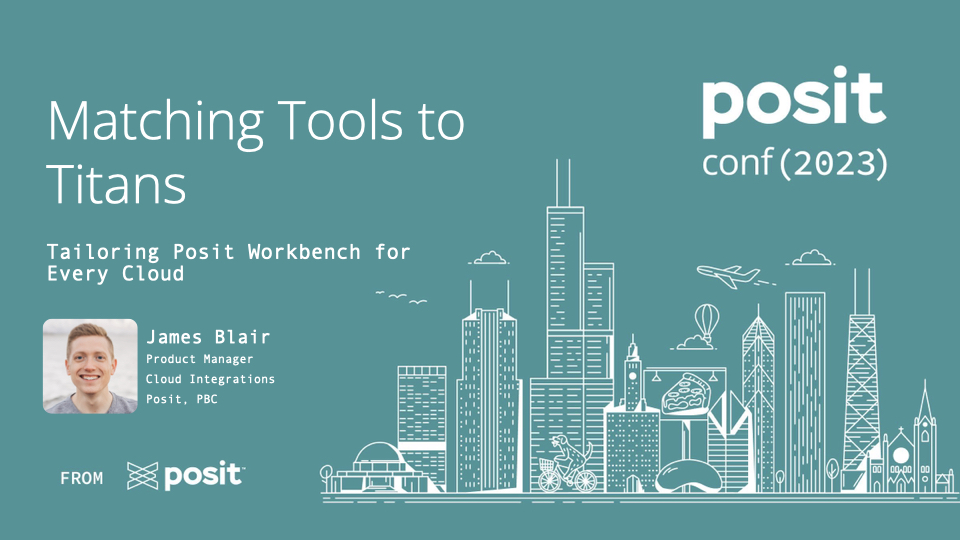 Matching Tools to
Titans
Tailoring Posit Workbench for
Every Cloud
James Blair
Product Manager
Cloud Integrations
Posit, PBC
FROM
posit™
posit
conf(2023)